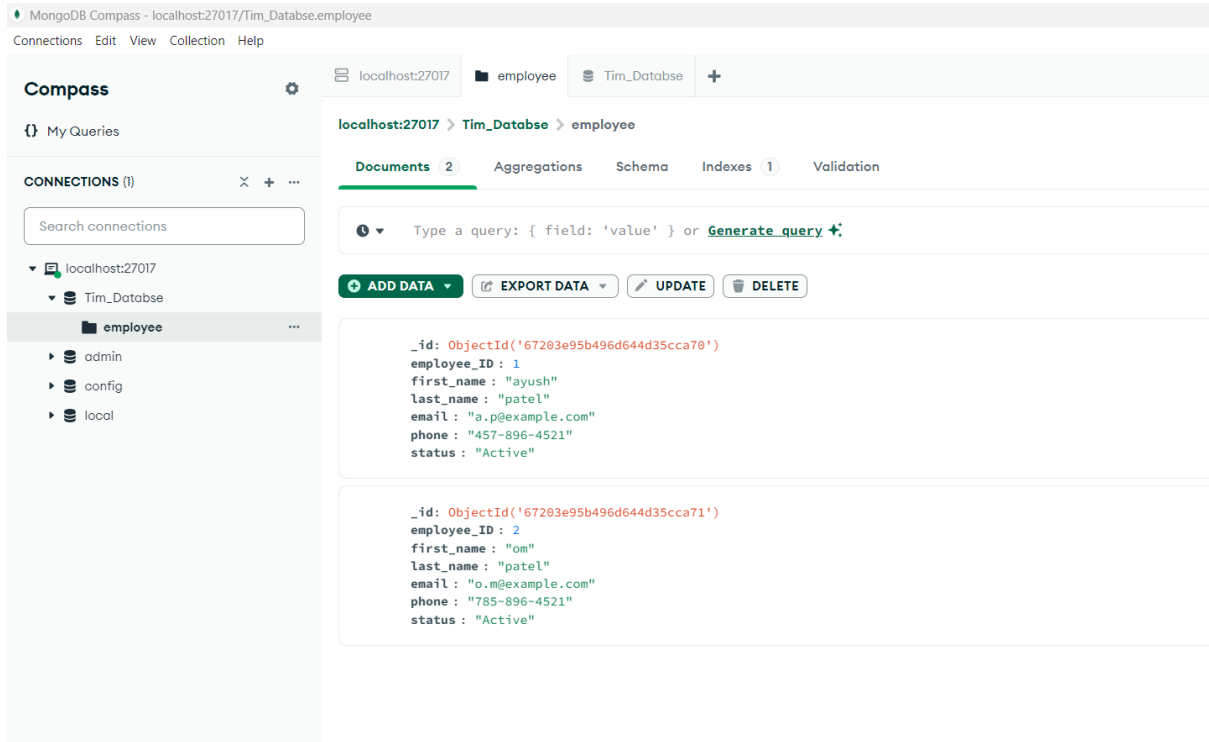 MongoDB Compass - localhost:27017/Tim_Databse.employee
Connections Edit View Collection Help
Compass
{} My Queries
CONNECTIONS (1)
Search connections
localhost:27017
Tim_Databse
employee
admin
config
local
localhost:27017 employee Tim_Databse
localhost:27017 > Tim_Databse > employee
Documents 2 Aggregations Schema Indexes 1 Validation
Type a query: { field: 'value' } or Generate query
ADD DATA EXPORT DATA UPDATE DELETE
_id: ObjectId('67203e95b496d644d35cca70')
employee_ID : 1
first_name : "ayush"
last_name : "patel"
email : "a.p@example.com"
phone : "457-896-4521"
status : "Active"
_id: ObjectId('67203e95b496d644d35cca71')
employee_ID : 2
first_name : "om"
last_name : "patel"
email : "o.m@example.com"
phone : "785-896-4521"
status : "Active"